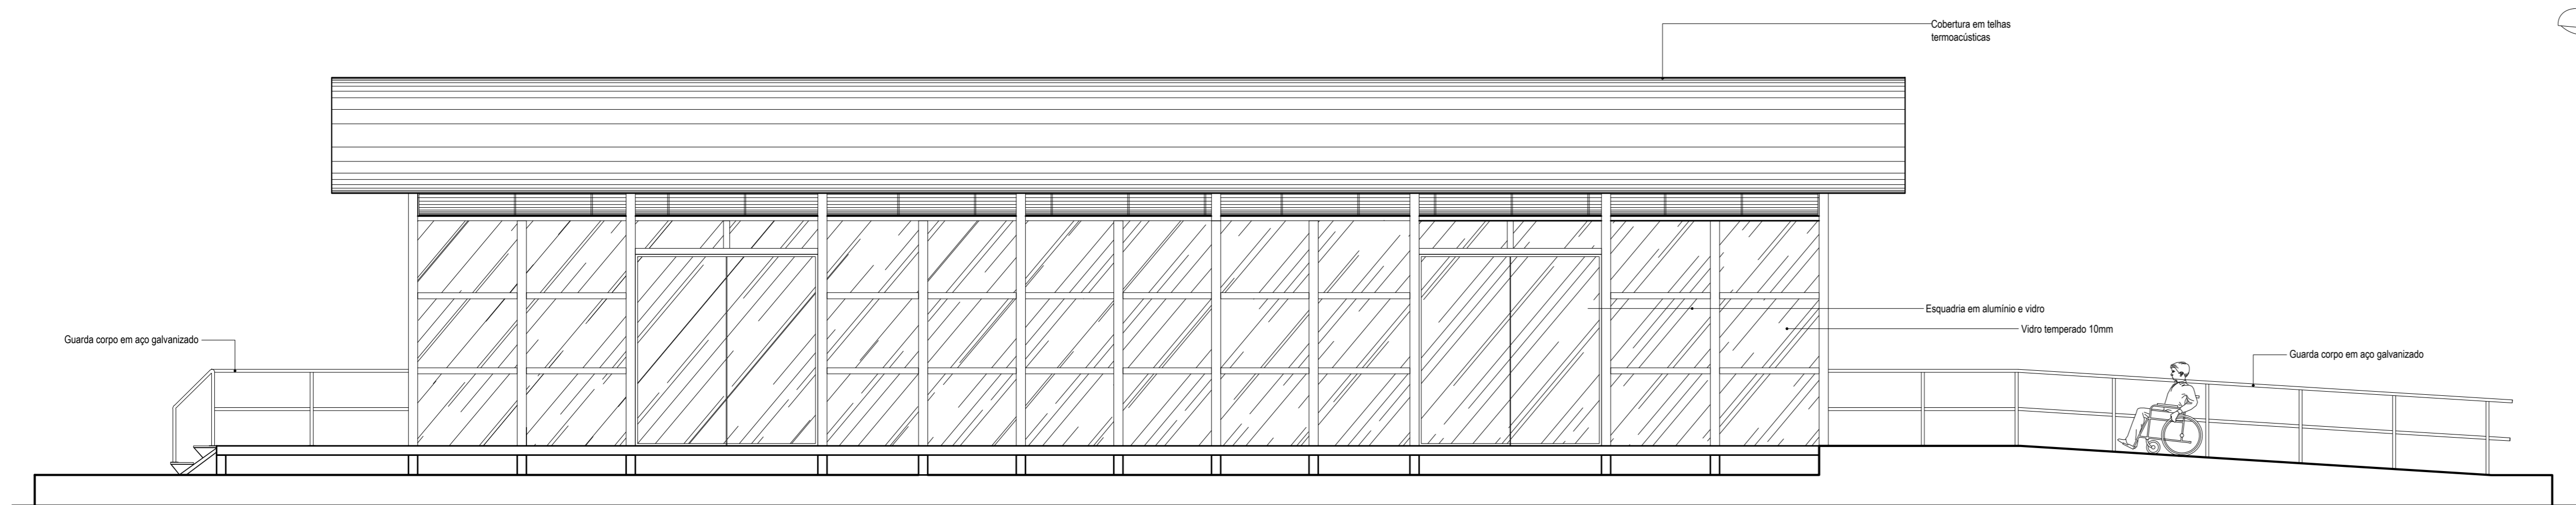 Cobertura em telhas
termoacústicas
Esquadria em alumínio e vidro
Vidro temperado 10mm
Guarda corpo em aço galvanizado
Guarda corpo em aço galvanizado